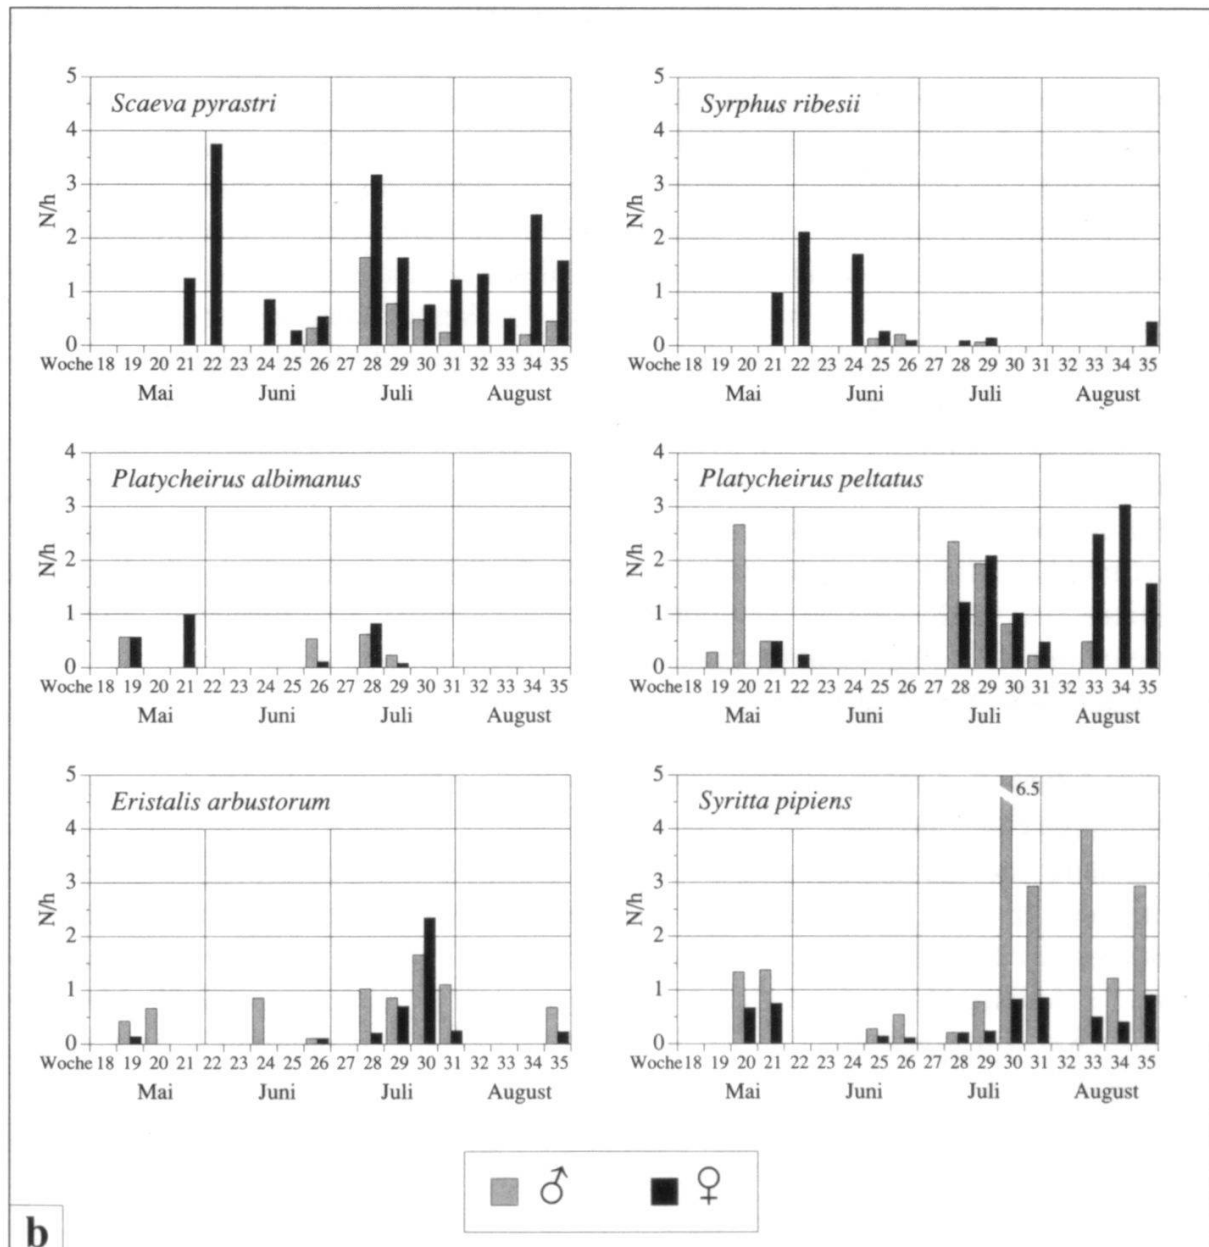 5
Scaeva pyrastri
4
3
N/h
2
1
0
Woche 18 19 20 21 22 23 24 25 26 27 28 29 30 31 32 33 34 35
Mai Juni Juli August
5
Syrphus ribesii
4
3
N/h
2
1
0
Woche 18 19 20 21 22 23 24 25 26 27 28 29 30 31 32 33 34 35
Mai Juni Juli August
4
Platycheirus albimanus
3
N/h
2
1
0
Woche 18 19 20 21 22 23 24 25 26 27 28 29 30 31 32 33 34 35
Mai Juni Juli August
4
Platycheirus peltatus
3
N/h
2
1
0
Woche 18 19 20 21 22 23 24 25 26 27 28 29 30 31 32 33 34 35
Mai Juni Juli August
5
Eristalis arbustorum
4
3
N/h
2
1
0
Woche 18 19 20 21 22 23 24 25 26 27 28 29 30 31 32 33 34 35
Mai Juni Juli August
5
6.5
Syritta pipiens
4
3
N/h
2
1
0
Woche 18 19 20 21 22 23 24 25 26 27 28 29 30 31 32 33 34 35
Mai Juni Juli August
♂ ♀
b